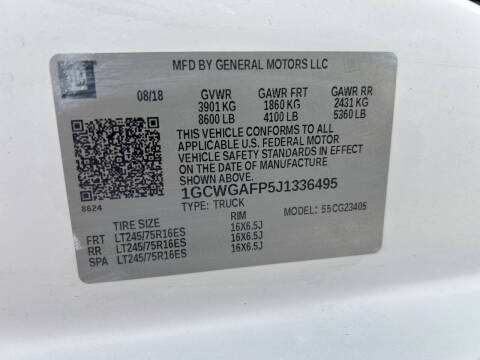 GM
MFD BY GENERAL MOTORS LLC
08/18 GVWR GAWR FRT GAWR RR
3901 KG 1860 KG 2431 KG
8600 LB 4100 LB 5360 LB
THIS VEHICLE CONFORMS TO ALL
APPLICABLE U.S. FEDERAL MOTOR
VEHICLE SAFETY STANDARDS IN EFFECT
ON THE DATE OF MANUFACTURE
SHOWN ABOVE.
1GCWGAFP5J1336495
8624 TYPE: TRUCK MODEL: 55CG23405
TIRE SIZE RIM
FRT LT245/75R16ES 16X6.5J
RR LT245/75R16ES 16X6.5J
SPA LT245/75R16ES 16X6.5J